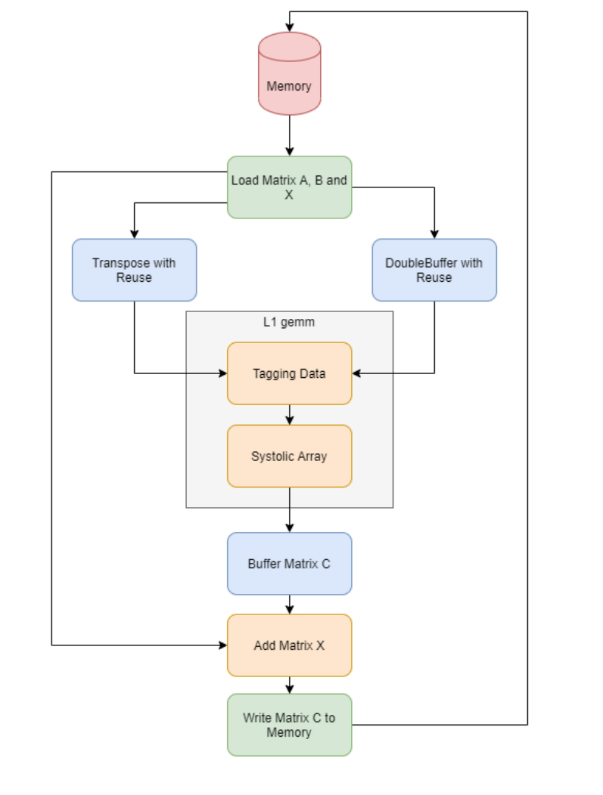 Memory
Load Matrix A, B and
X
Transpose with
Reuse
DoubleBuffer with
Reuse
L1 gemm
Tagging Data
Systolic Array
Buffer Matrix C
Add Matrix X
Write Matrix C to
Memory